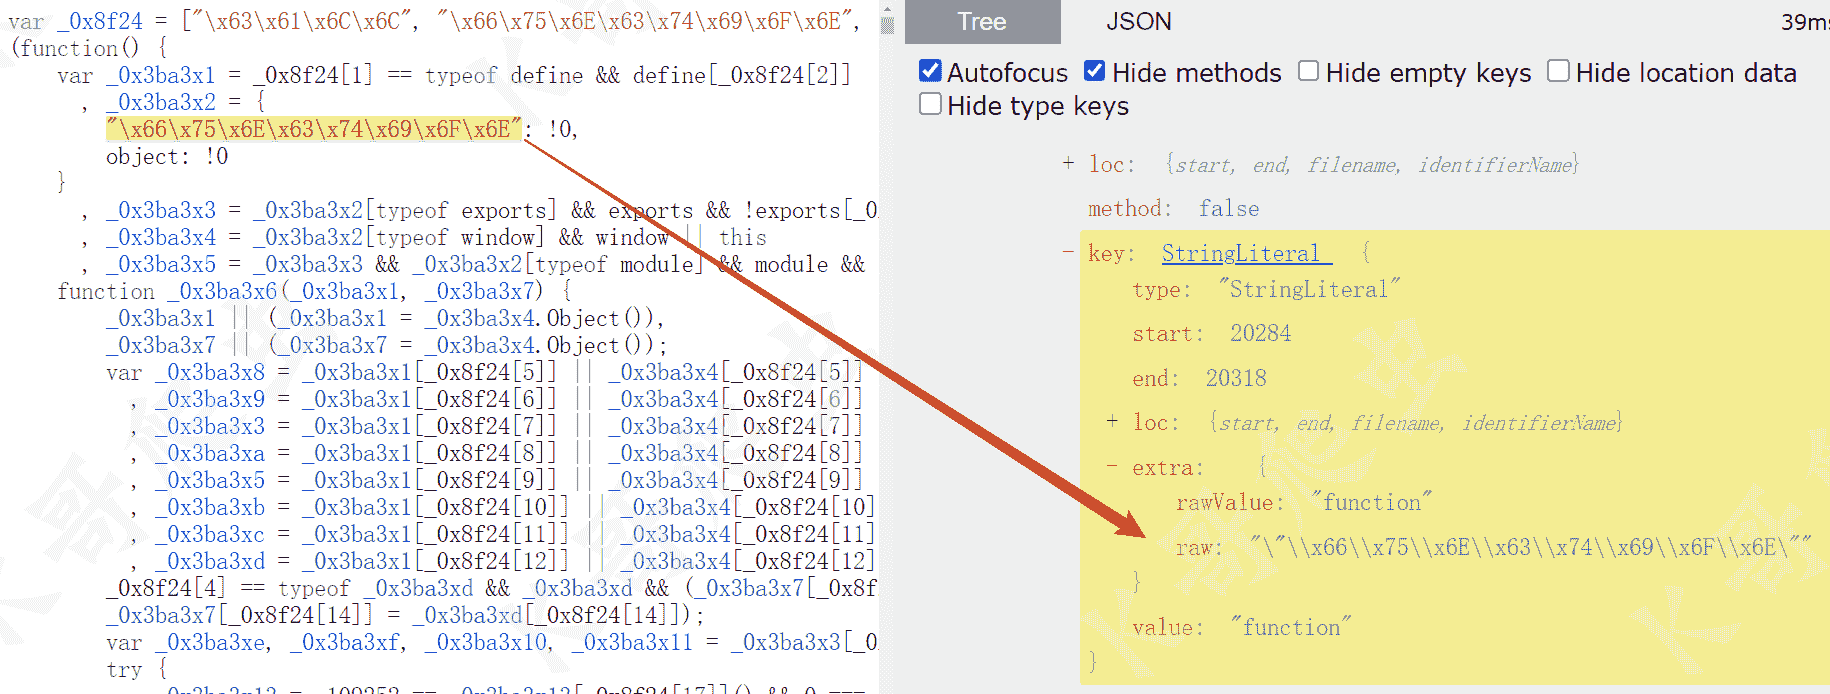 var _0x8f24 = ["\x63\x61\x6C\x6C", "\x66\x75\x6E\x63\x74\x69\x6F\x6E",
(function() {
var _0x3ba3x1 = _0x8f24[1] == typeof define && define[_0x8f24[2]]
, _0x3ba3x2 = {
"\x66\x75\x6E\x63\x74\x69\x6F\x6E": !0,
object: !0
}
, _0x3ba3x3 = _0x3ba3x2[typeof exports] && exports && !exports[_0
, _0x3ba3x4 = _0x3ba3x2[typeof window] && window || this
, _0x3ba3x5 = _0x3ba3x3 && _0x3ba3x2[typeof module] && module &&
function _0x3ba3x6(_0x3ba3x1, _0x3ba3x7) {
_0x3ba3x1 || (_0x3ba3x1 = _0x3ba3x4.Object()),
_0x3ba3x7 || (_0x3ba3x7 = _0x3ba3x4.Object());
var _0x3ba3x8 = _0x3ba3x1[_0x8f24[5]] || _0x3ba3x4[_0x8f24[5]]
, _0x3ba3x9 = _0x3ba3x1[_0x8f24[6]] || _0x3ba3x4[_0x8f24[6]]
, _0x3ba3x3 = _0x3ba3x1[_0x8f24[7]] || _0x3ba3x4[_0x8f24[7]]
, _0x3ba3xa = _0x3ba3x1[_0x8f24[8]] || _0x3ba3x4[_0x8f24[8]]
, _0x3ba3x5 = _0x3ba3x1[_0x8f24[9]] || _0x3ba3x4[_0x8f24[9]]
, _0x3ba3xb = _0x3ba3x1[_0x8f24[10]] || _0x3ba3x4[_0x8f24[10]
, _0x3ba3xc = _0x3ba3x1[_0x8f24[11]] || _0x3ba3x4[_0x8f24[11]
, _0x3ba3xd = _0x3ba3x1[_0x8f24[12]] || _0x3ba3x4[_0x8f24[12]
_0x8f24[4] == typeof _0x3ba3xd && _0x3ba3xd && (_0x3ba3x7[_0x8f
_0x3ba3x7[_0x8f24[14]] = _0x3ba3xd[_0x8f24[14]]);
var _0x3ba3xe, _0x3ba3xf, _0x3ba3x10, _0x3ba3x11 = _0x3ba3x3[_0
try {
Tree JSON 39ms
Autofocus Hide methods Hide empty keys Hide location data
Hide type keys
+ loc: {start, end, filename, identifierName}
method: false
- key: StringLiteral {
type: "StringLiteral"
start: 20284
end: 20318
+ loc: {start, end, filename, identifierName}
- extra: {
rawValue: "function"
raw: "\"\\x66\\x75\\x6E\\x63\\x74\\x69\\x6F\\x6E\""
}
value: "function"
}